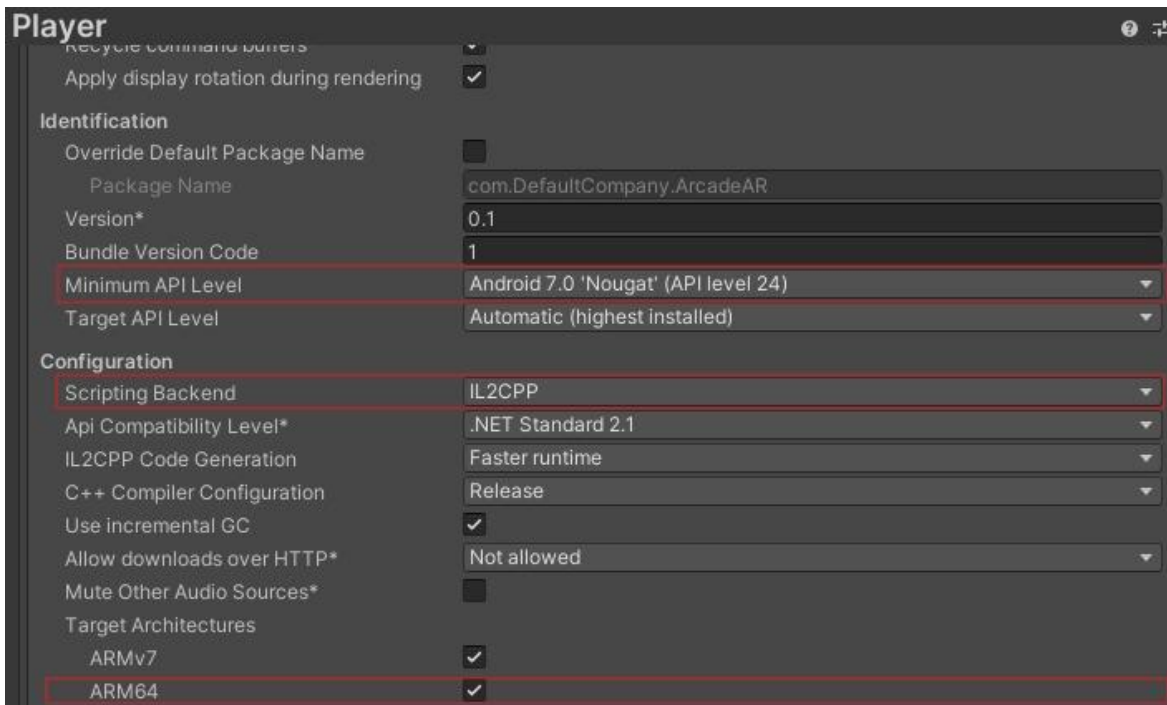 Player
Recycle command buffers
Apply display rotation during rendering
Identification
Override Default Package Name
Package Name com.DefaultCompany.ArcadeAR
Version* 0.1
Bundle Version Code 1
Minimum API Level Android 7.0 'Nougat' (API level 24)
Target API Level Automatic (highest installed)
Configuration
Scripting Backend IL2CPP
Api Compatibility Level* .NET Standard 2.1
IL2CPP Code Generation Faster runtime
C++ Compiler Configuration Release
Use incremental GC
Allow downloads over HTTP* Not allowed
Mute Other Audio Sources*
Target Architectures
ARMv7
ARM64